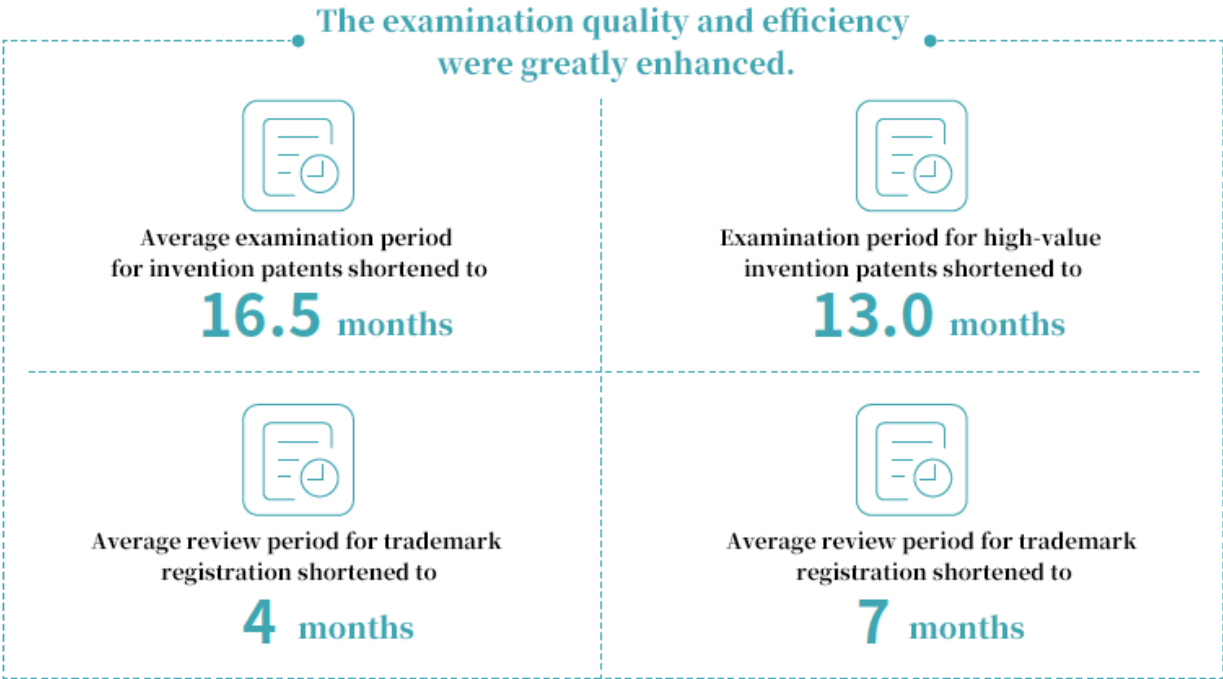 The examination quality and efficiency
were greatly enhanced.
Average examination period
for invention patents shortened to
16.5 months
Examination period for high-value
invention patents shortened to
13.0 months
Average review period for trademark
registration shortened to
4 months
Average review period for trademark
registration shortened to
7 months